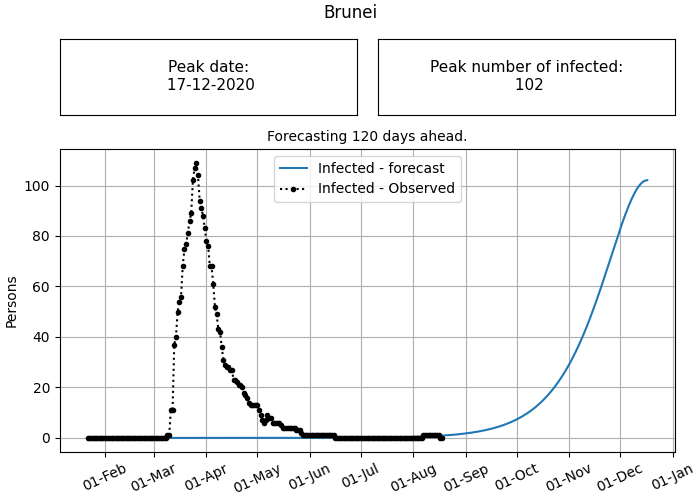 Brunei
Peak date:
17-12-2020
Peak number of infected:
102
Forecasting 120 days ahead.
Infected - forecast
Infected - Observed
Persons
100
80
60
40
20
0
01-Feb
01-Mar
01-Apr
01-May
01-Jun
01-Jul
01-Aug
01-Sep
01-Oct
01-Nov
01-Dec
01-Jan